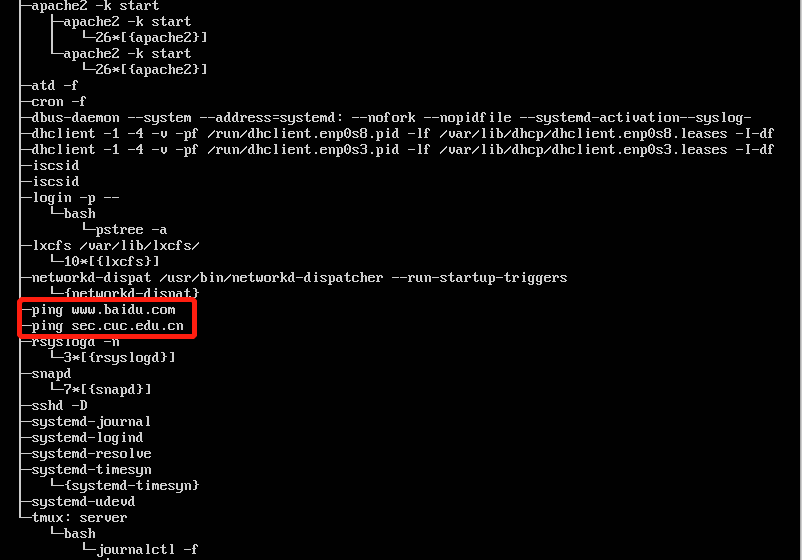 ├─apache2 -k start
│   ├─apache2 -k start
│   │   └─26*[{apache2}]
│   └─apache2 -k start
│       └─26*[{apache2}]
├─atd -f
├─cron -f
├─dbus-daemon --system --address=systemd: --nofork --nopidfile --systemd-activation--syslog-
├─dhclient -1 -4 -v -pf /run/dhclient.enp0s8.pid -lf /var/lib/dhcp/dhclient.enp0s8.leases -I-df
├─dhclient -1 -4 -v -pf /run/dhclient.enp0s3.pid -lf /var/lib/dhcp/dhclient.enp0s3.leases -I-df
├─iscsid
├─iscsid
├─login -p --
│   └─bash
│       └─pstree -a
├─lxcfs /var/lib/lxcfs/
│   └─10*[{lxcfs}]
├─networkd-dispat /usr/bin/networkd-dispatcher --run-startup-triggers
│   └─{networkd-dispat}
├─ping www.baidu.com
├─ping sec.cuc.edu.cn
├─rsyslogd -n
│   └─3*[{rsyslogd}]
├─snapd
│   └─7*[{snapd}]
├─sshd -D
├─systemd-journal
├─systemd-logind
├─systemd-resolve
├─systemd-timesyn
│   └─{systemd-timesyn}
├─systemd-udevd
└─tmux: server
    └─bash
        └─journalctl -f